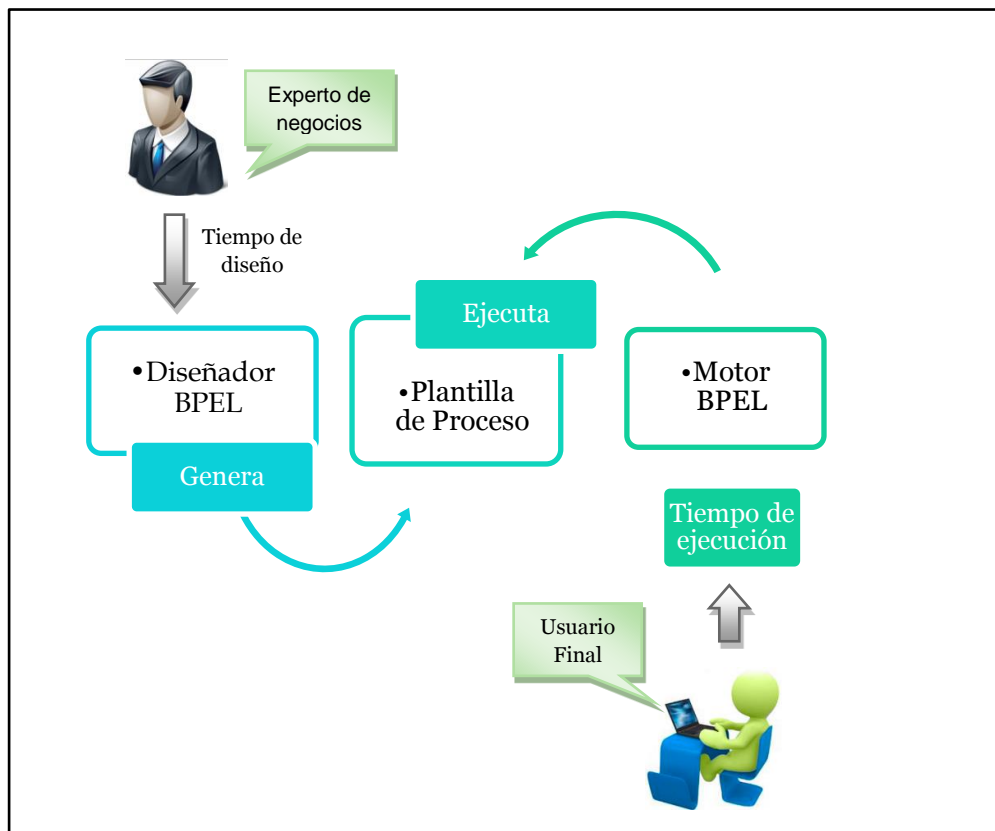 Experto de
negocios
Tiempo de
diseño
Ejecuta
•Diseñador
BPEL
•Plantilla
de Proceso
•Motor
BPEL
Genera
Tiempo de
ejecución
Usuario
Final